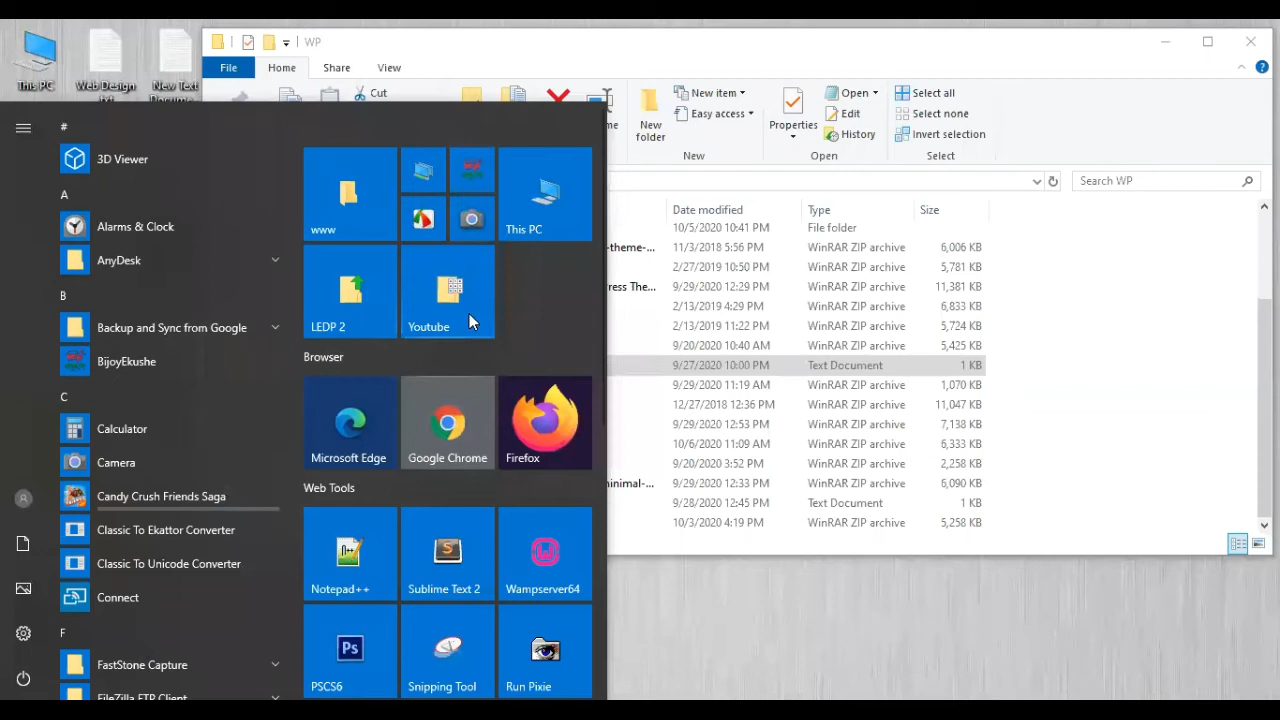 This PC
Web Design
New Text
WP
File
Home
Share
View
Cut
New folder
New item
Easy access
Properties
Open
Edit
History
Select all
Select none
Invert selection
New
Open
Select
Search WP
Date modified
Type
Size
10/5/2020 10:41 PM
File folder
-theme-...
11/3/2018 5:56 PM
WinRAR ZIP archive
6,006 KB
2/27/2019 10:50 PM
WinRAR ZIP archive
5,781 KB
ress The...
9/29/2020 12:29 PM
WinRAR ZIP archive
11,381 KB
2/13/2019 4:29 PM
WinRAR ZIP archive
6,833 KB
2/13/2019 11:22 PM
WinRAR ZIP archive
5,724 KB
9/20/2020 10:40 AM
WinRAR ZIP archive
5,425 KB
9/27/2020 10:00 PM
Text Document
1 KB
9/29/2020 11:19 AM
WinRAR ZIP archive
1,070 KB
12/27/2018 12:36 PM
WinRAR ZIP archive
11,047 KB
9/29/2020 12:53 PM
WinRAR ZIP archive
7,138 KB
10/6/2020 11:09 AM
WinRAR ZIP archive
6,333 KB
9/20/2020 3:52 PM
WinRAR ZIP archive
2,258 KB
ninimal-...
9/29/2020 12:33 PM
WinRAR ZIP archive
6,090 KB
9/28/2020 12:45 PM
Text Document
1 KB
10/3/2020 4:19 PM
WinRAR ZIP archive
5,258 KB
#
3D Viewer
A
Alarms & Clock
AnyDesk
B
Backup and Sync from Google
BijoyEkushe
C
Calculator
Camera
Candy Crush Friends Saga
Classic To Ekattor Converter
Classic To Unicode Converter
Connect
F
FastStone Capture
FileZilla FTP Client
www
This PC
LEDP 2
Youtube
Browser
Microsoft Edge
Google Chrome
Firefox
Web Tools
Notepad++
Sublime Text 2
Wampserver64
PSCS6
Snipping Tool
Run Pixie